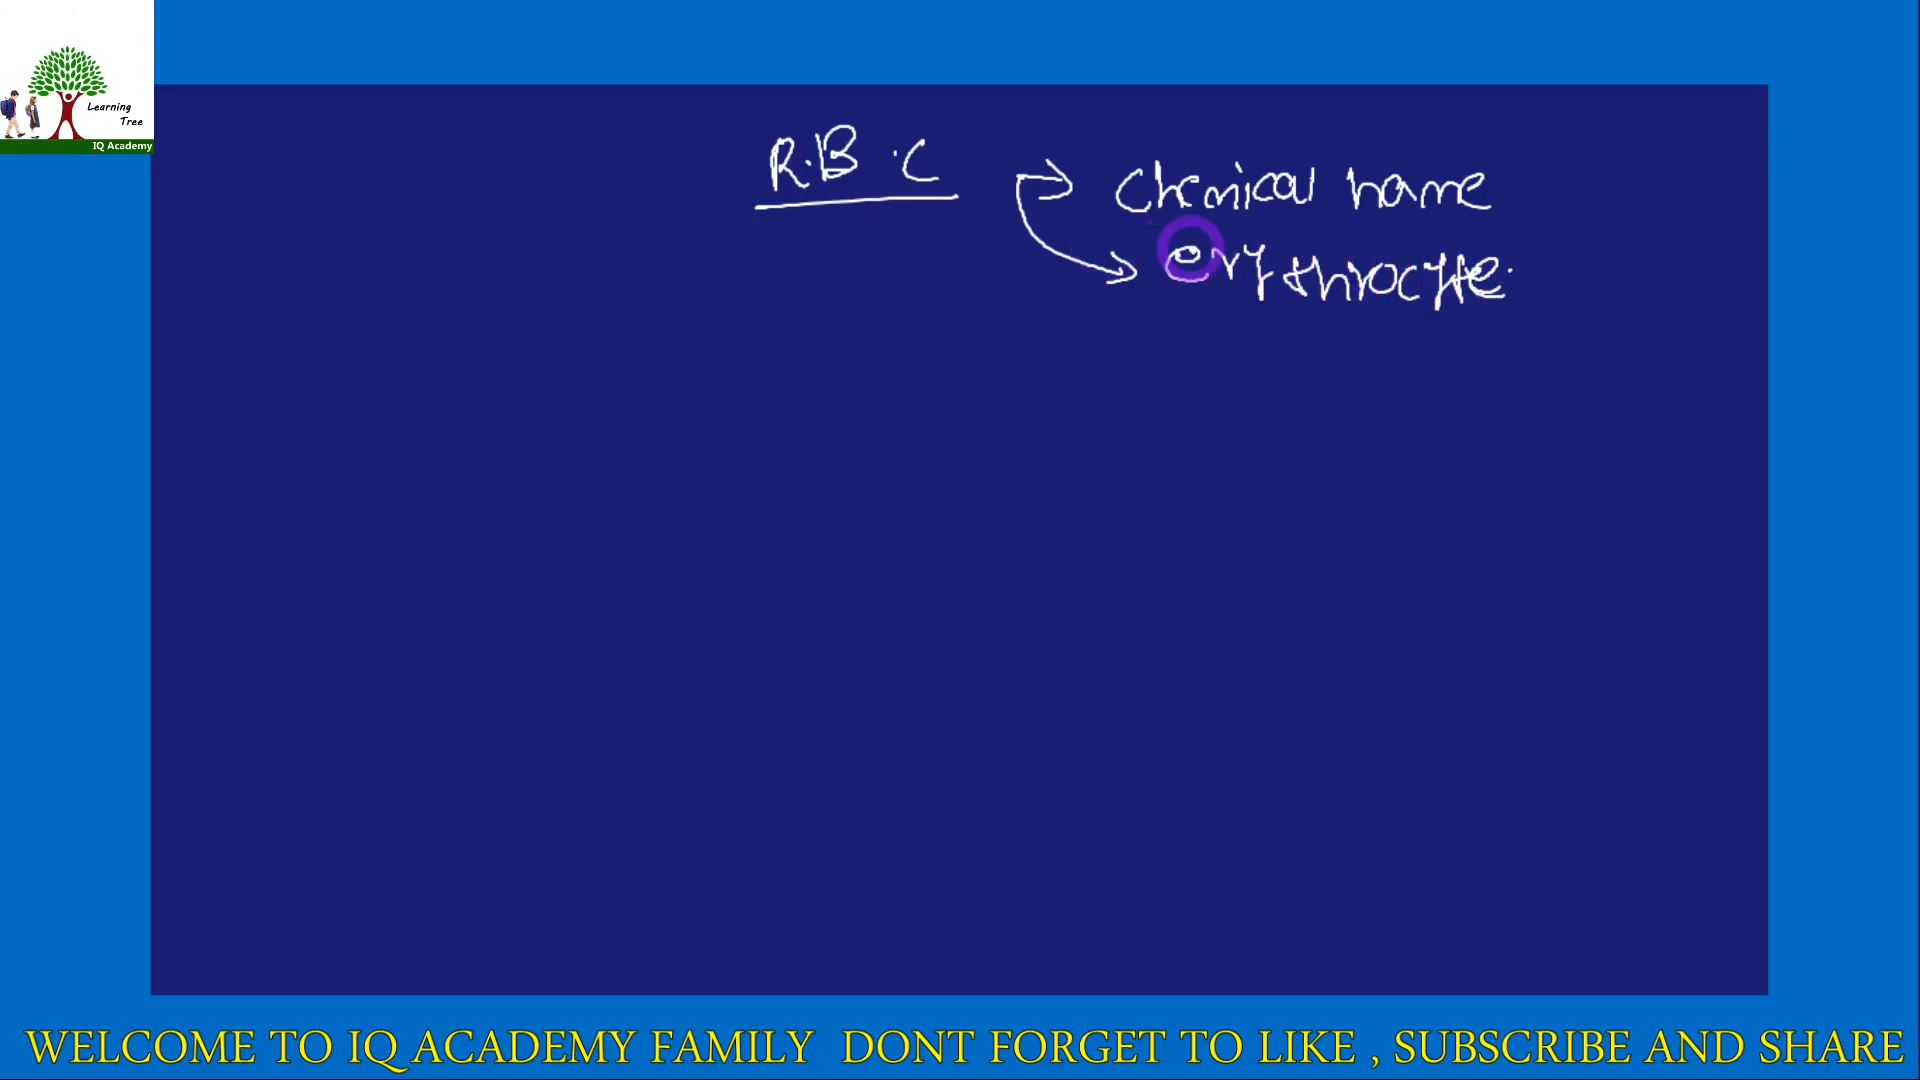 Learning
Tree
IQ Academy
R.B.C → Chemical name
→ erythrocyte.
WELCOME TO IQ ACADEMY FAMILY DONT FORGET TO LIKE , SUBSCRIBE AND SHARE